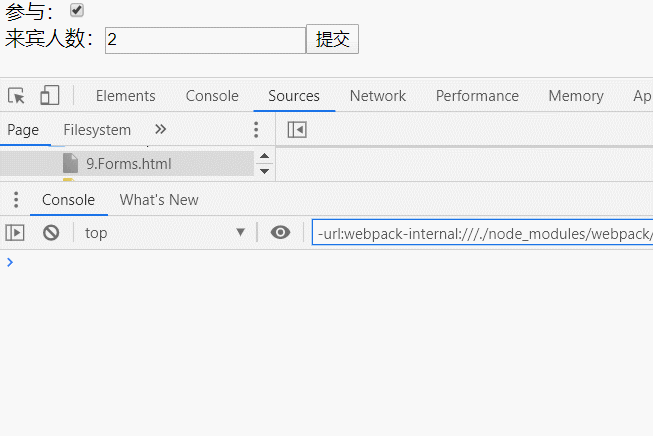 参与：
来宾人数：2 提交
Elements Console Sources Network Performance Memory Ap
Page Filesystem »
9.Forms.html
Console What's New
top -url:webpack-internal:///./node_modules/webpack/